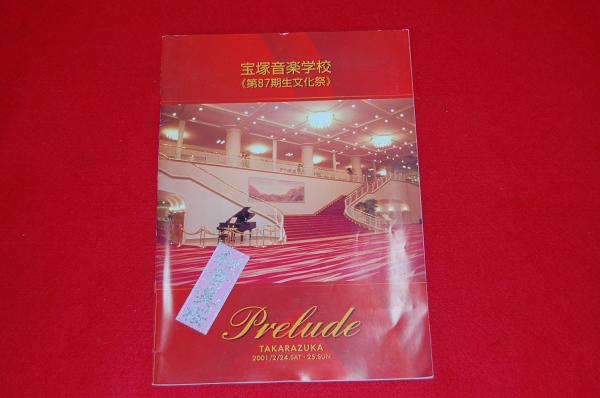 宝塚音楽学校
《第87期生文化祭》
Prelude
TAKARAZUKA
2001/2/24.SAT・25.SUN